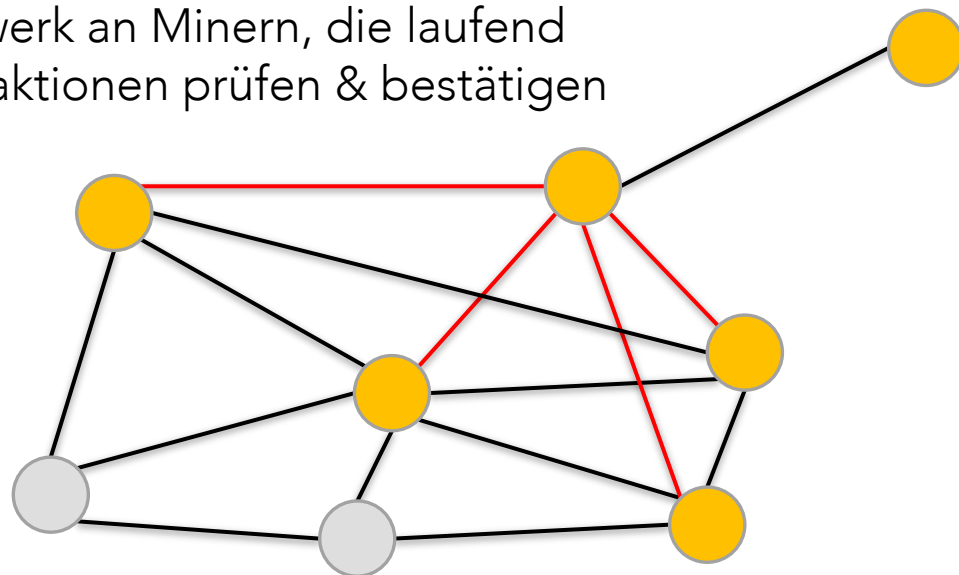 werk an Minern, die laufend
aktionen prüfen & bestätigen